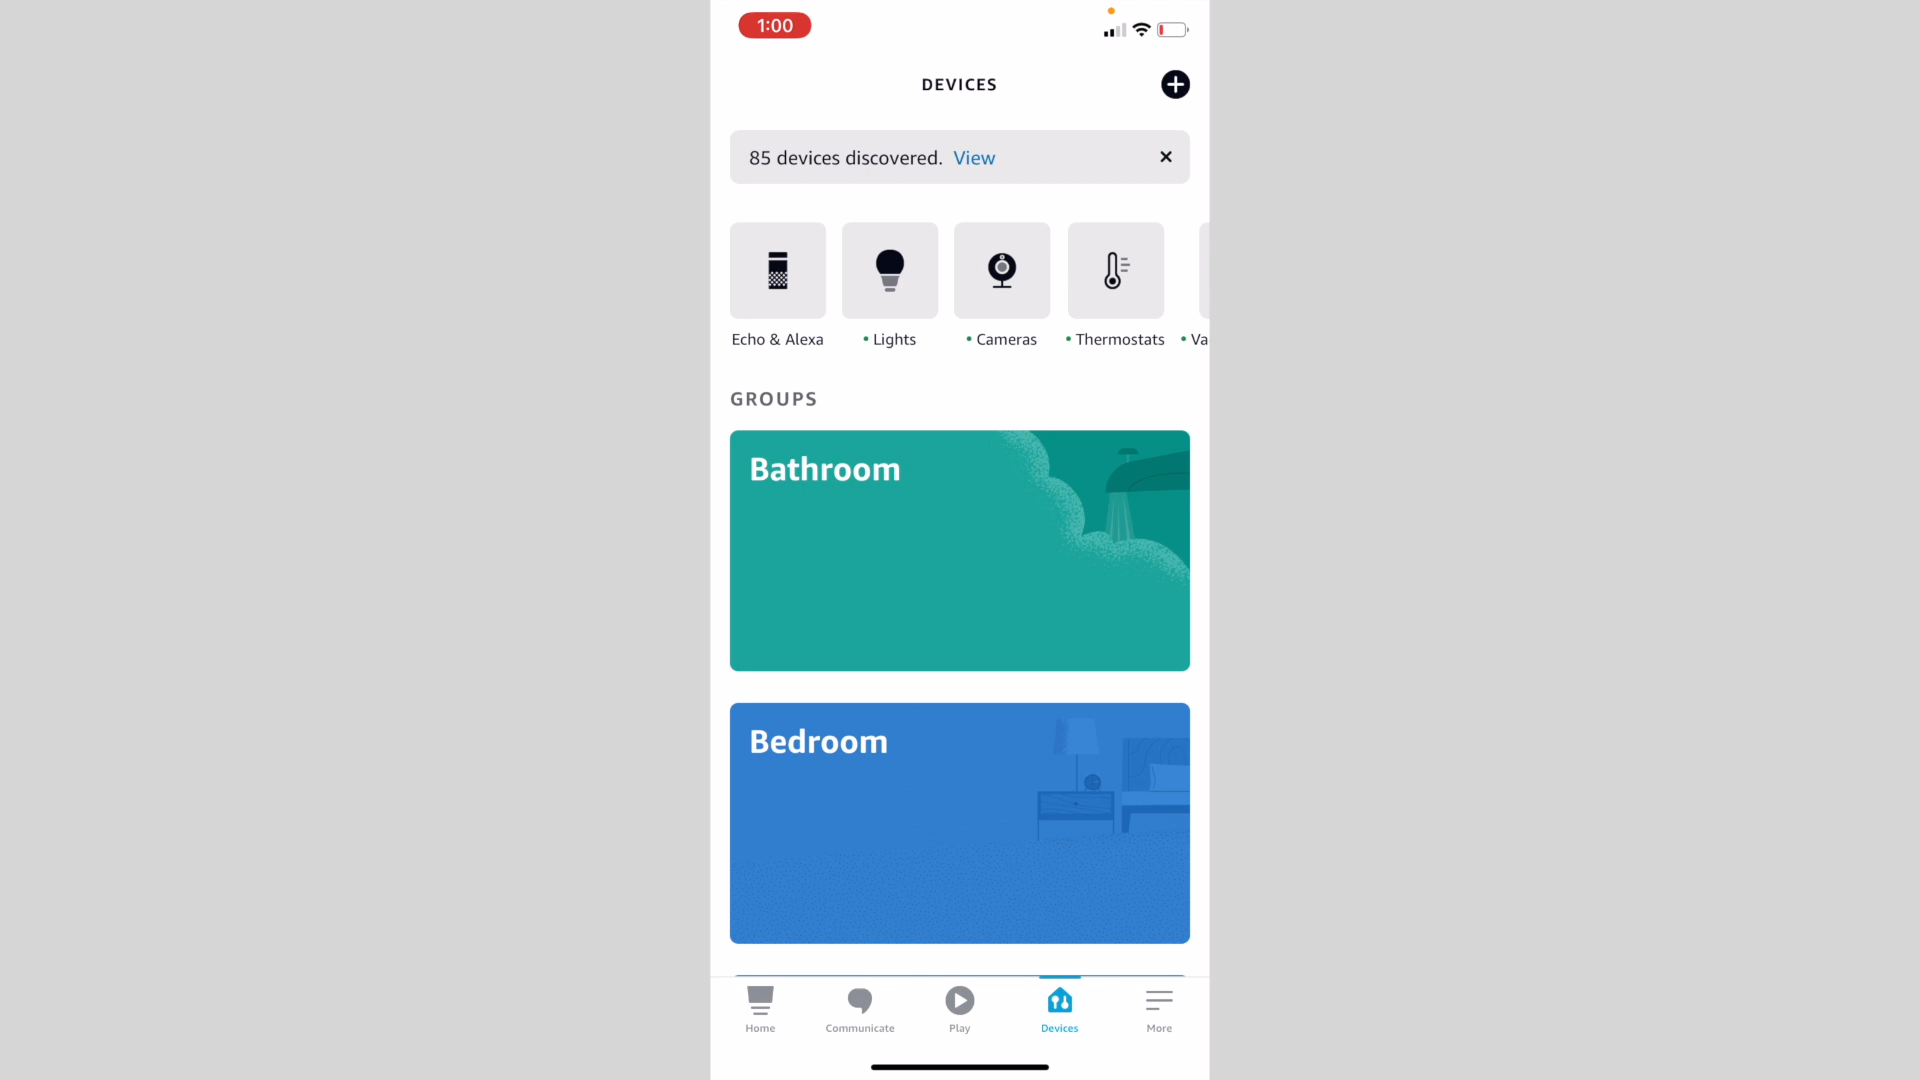 1:00
DEVICES
85 devices discovered. View
Echo & Alexa
Lights
Cameras
Thermostats
Va
GROUPS
Bathroom
Bedroom
Home
Communicate
Play
Devices
More